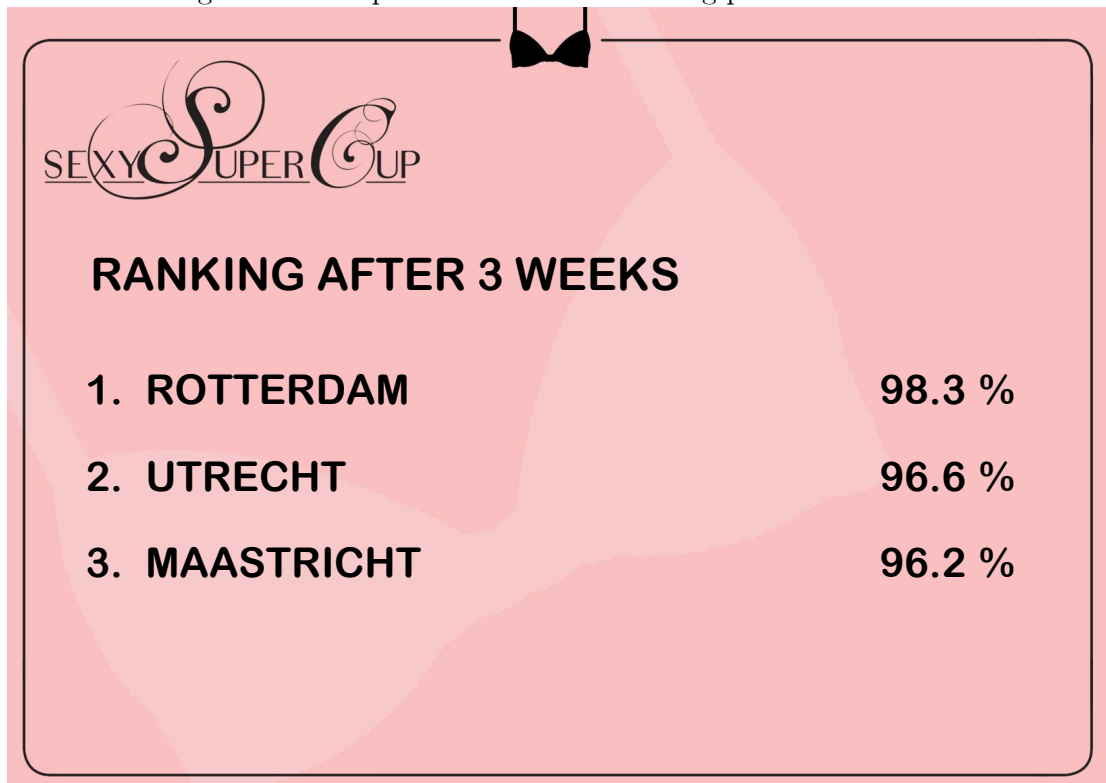 SEXY SUPER CUP
RANKING AFTER 3 WEEKS
1. ROTTERDAM 98.3 %
2. UTRECHT 96.6 %
3. MAASTRICHT 96.2 %